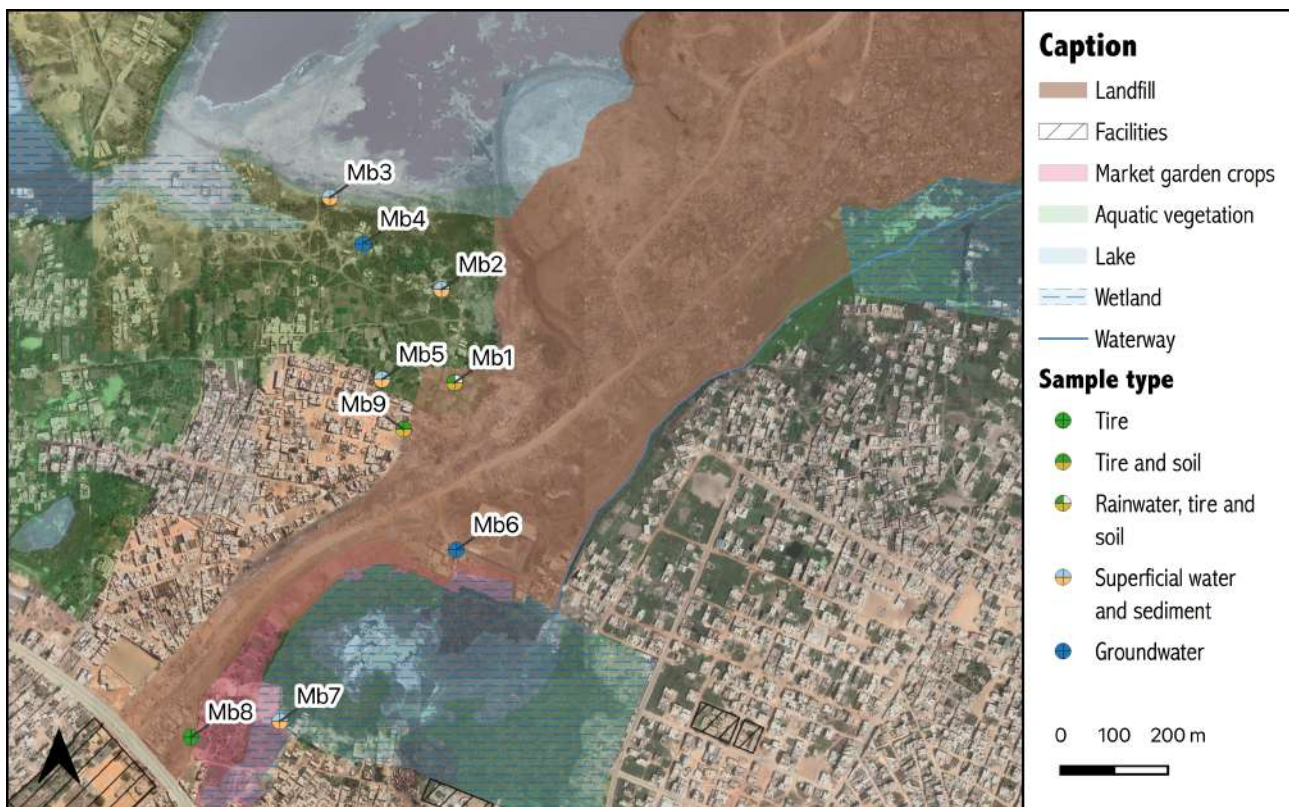 Mb3
Mb4
Mb2
Mb5
Mb1
Mb9
Mb6
Mb7
Mb8
Caption
Landfill
Facilities
Market garden crops
Aquatic vegetation
Lake
Wetland
Waterway
Sample type
Tire
Tire and soil
Rainwater, tire and
soil
Superficial water
and sediment
Groundwater
0 100 200 m